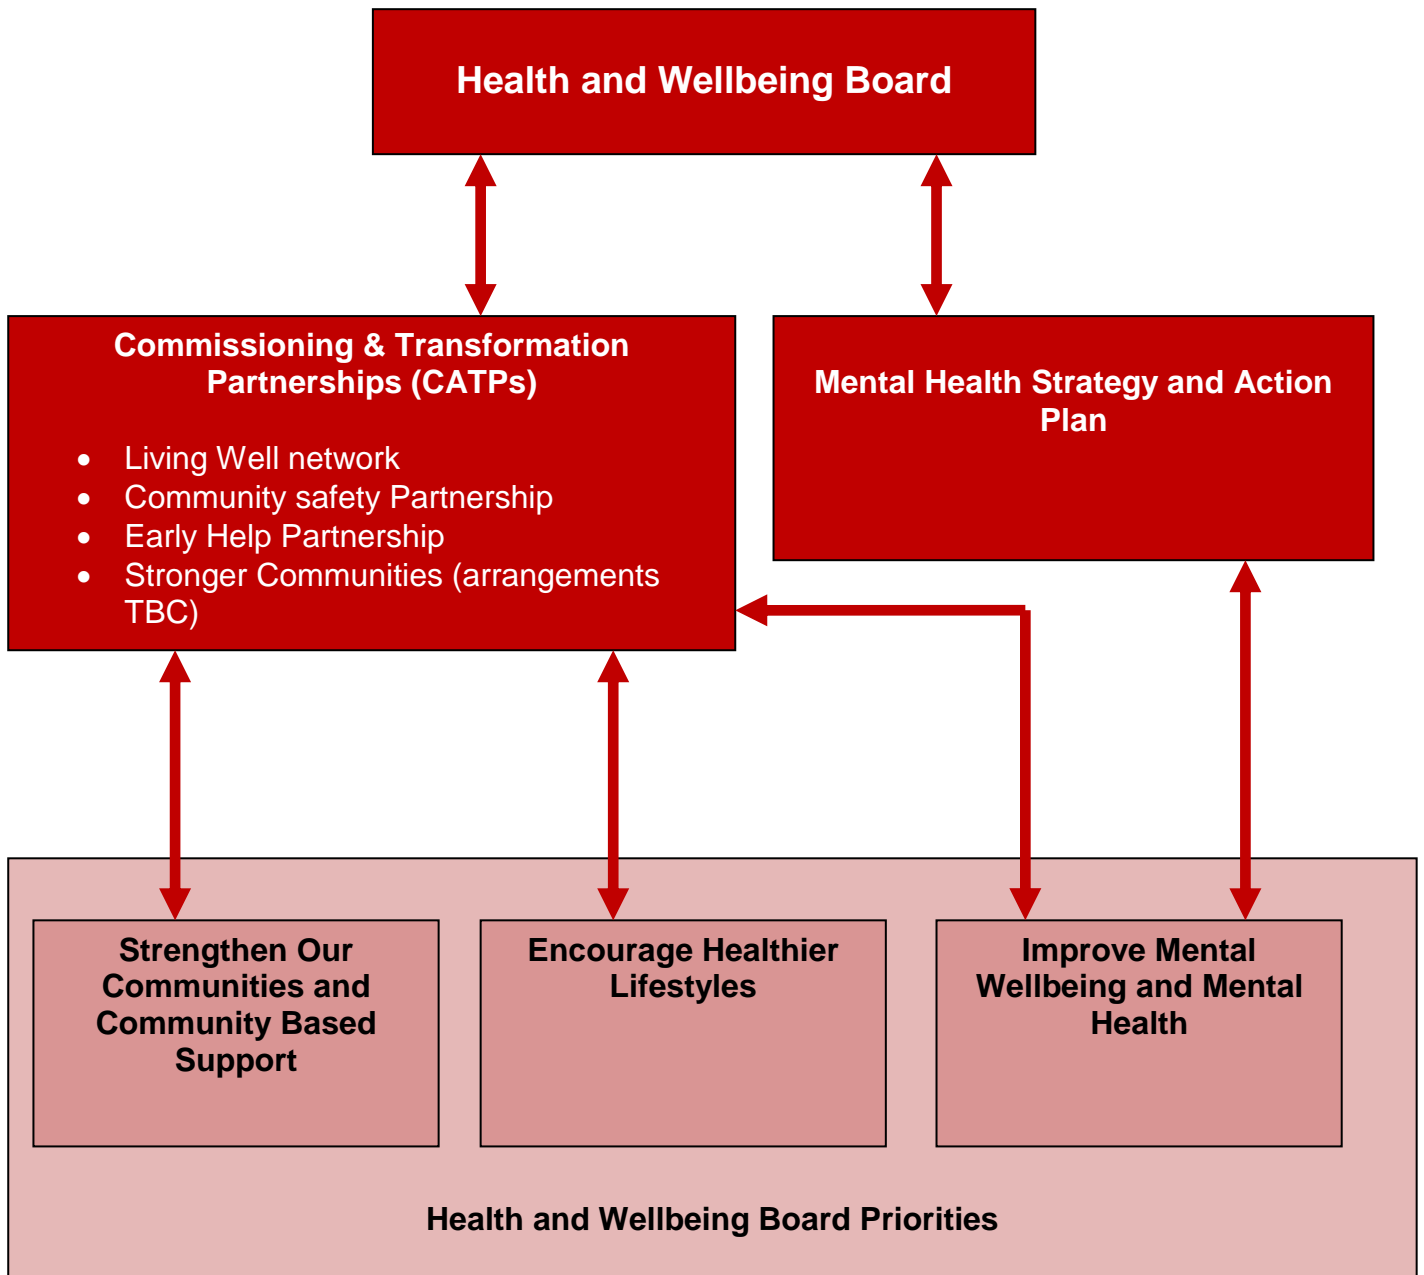 Health and Wellbeing Board
Commissioning & Transformation
Partnerships (CATPs)
• Living Well network
• Community safety Partnership
• Early Help Partnership
• Stronger Communities (arrangements
TBC)
Mental Health Strategy and Action
Plan
Strengthen Our
Communities and
Community Based
Support
Encourage Healthier
Lifestyles
Improve Mental
Wellbeing and Mental
Health
Health and Wellbeing Board Priorities